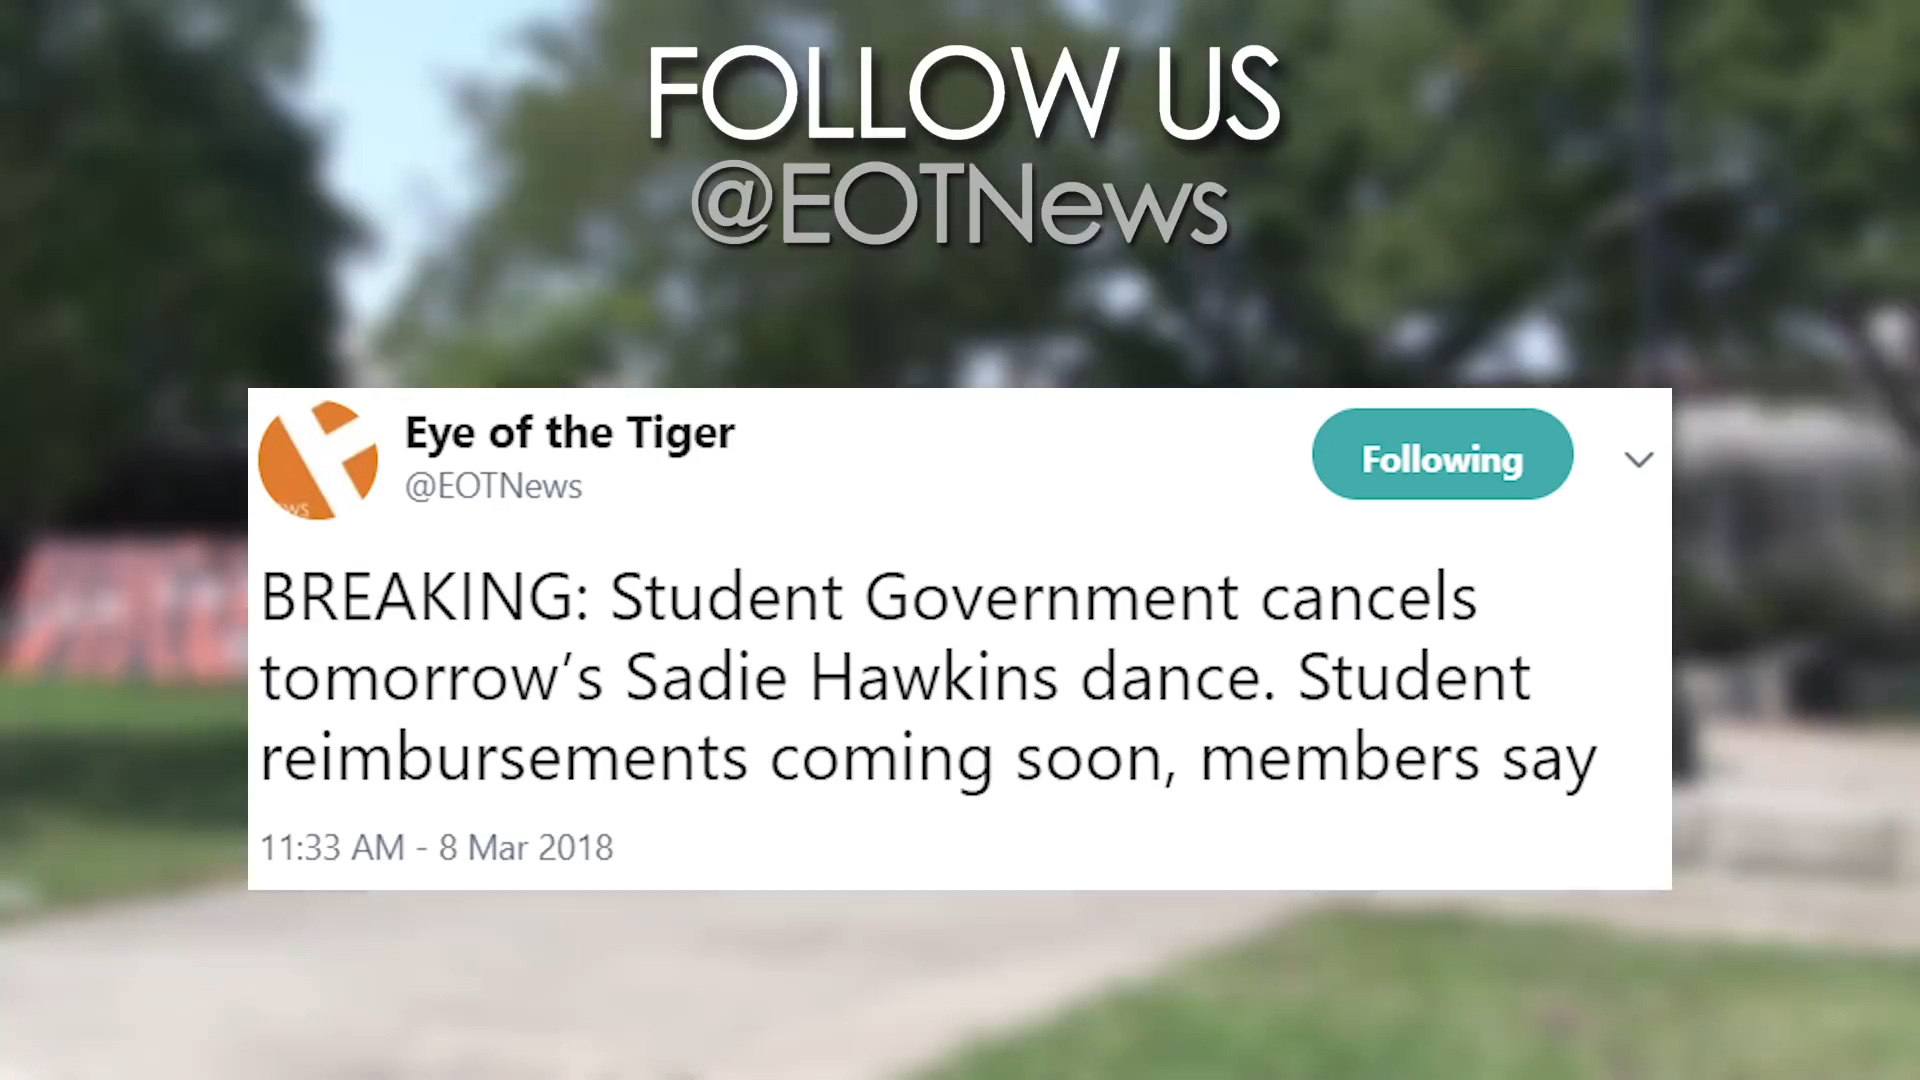 FOLLOW US
@EOTNews
Eye of the Tiger
@EOTNews
Following
BREAKING: Student Government cancels
tomorrow’s Sadie Hawkins dance. Student
reimbursements coming soon, members say
11:33 AM - 8 Mar 2018